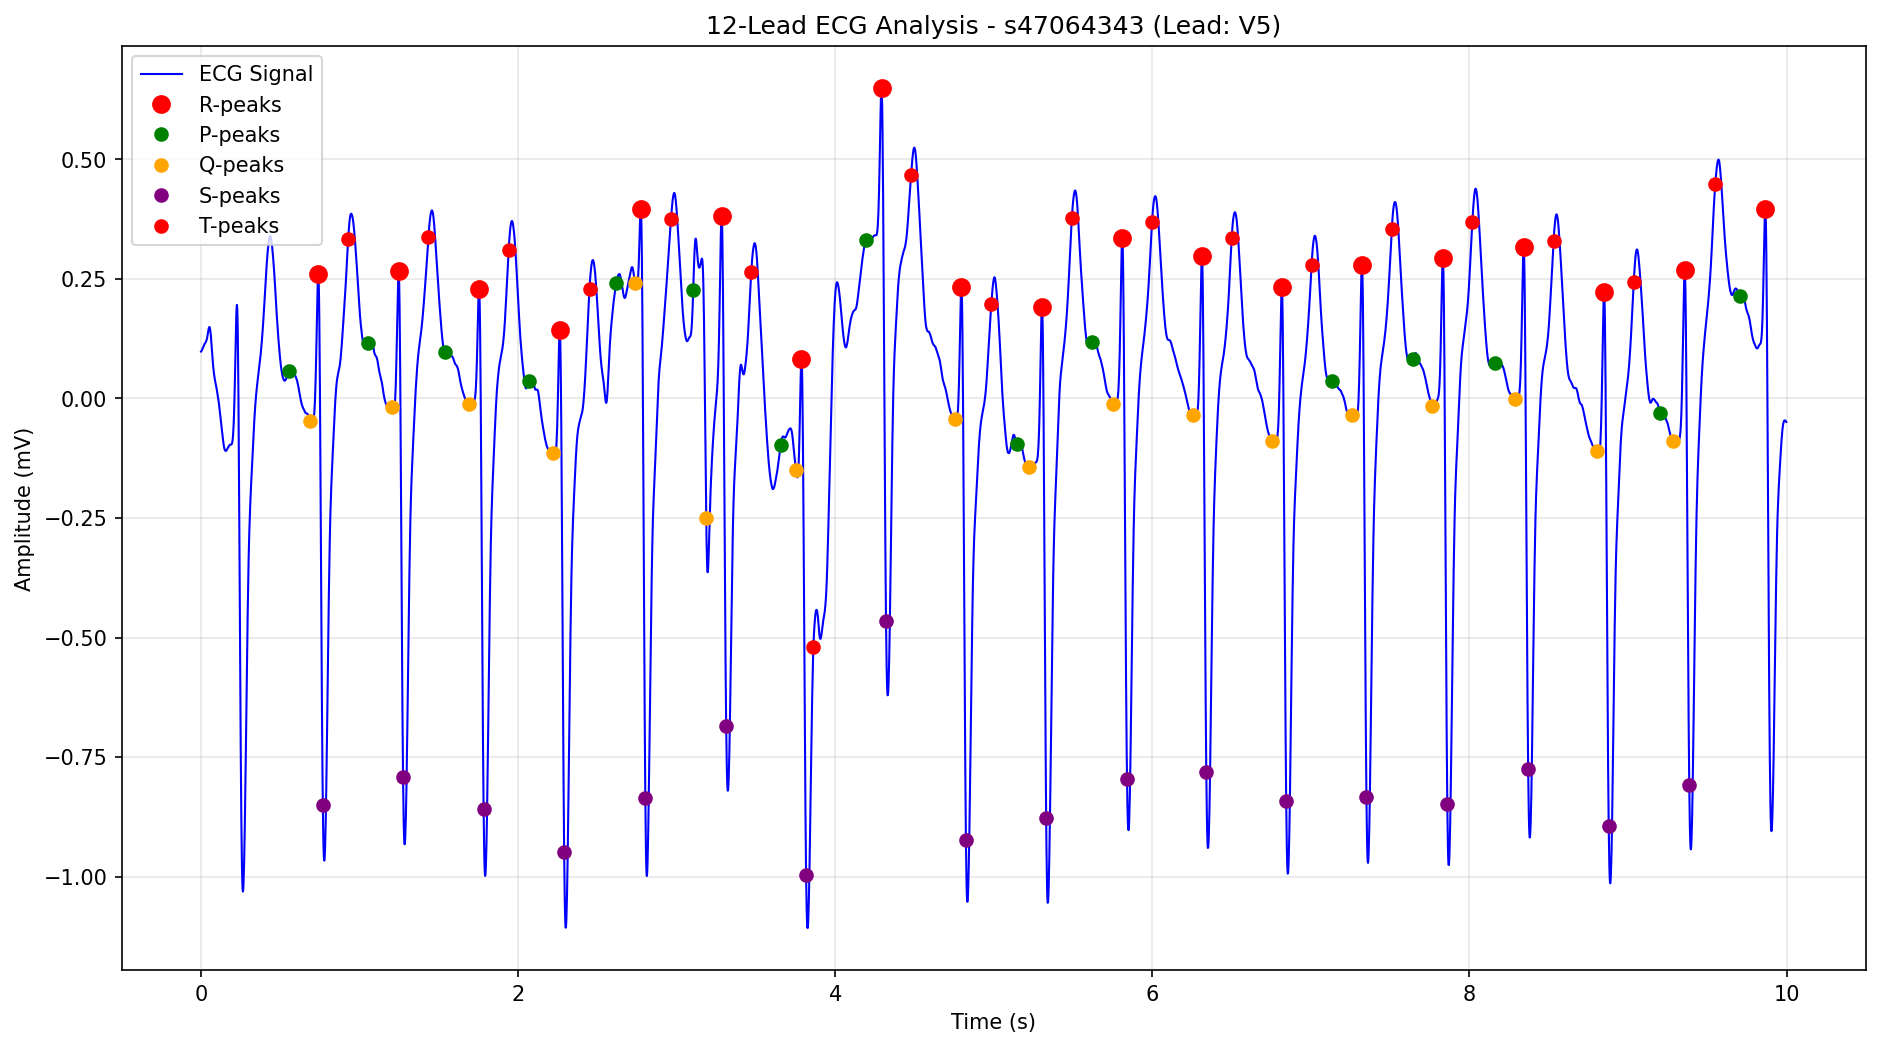 12-Lead ECG Analysis - s47064343 (Lead: V5)
ECG Signal
R-peaks
P-peaks
Q-peaks
S-peaks
T-peaks
Amplitude (mV)
0.50
0.25
0.00
−0.25
−0.50
−0.75
−1.00
0 2 4 6 8 10
Time (s)